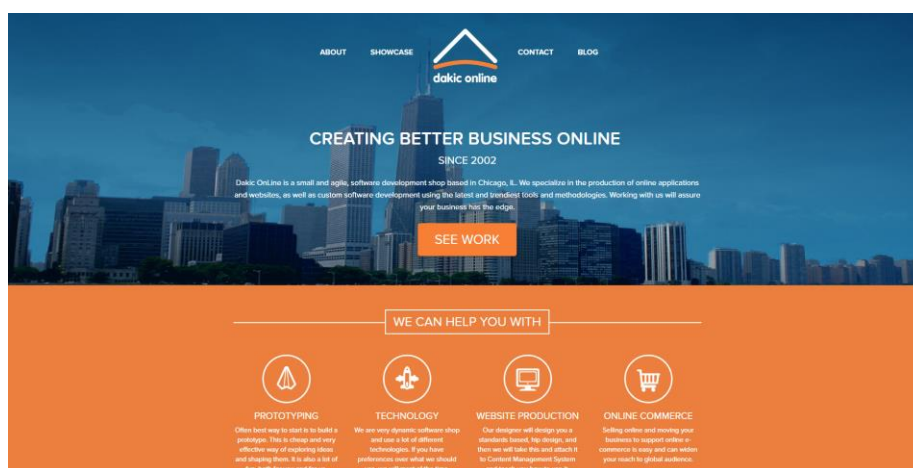 ABOUT
SHOWCASE
dakic online
CONTACT
BLOG
CREATING BETTER BUSINESS ONLINE
SINCE 2002
Dakic OnLine is a small and agile, software development shop based in Chicago, IL. We specialize in the production of online applications
and websites, as well as custom software development using the latest and trendiest tools and methodologies. Working with us will assure
your business has the edge.
SEE WORK
WE CAN HELP YOU WITH
PROTOTYPING
Often best way to start is to build a
prototype. This is cheap and very
effective way of exploring ideas
and shaping them. It is also a lot of
TECHNOLOGY
We are very dynamic software shop
and use a lot of different
technologies. If you have
preferences over what we should
WEBSITE PRODUCTION
Our designer will design you a
standards based, hip design, and
then we will take this and attach it
to Content Management System
ONLINE COMMERCE
Selling online and moving your
business to support online e-
commerce is easy and can widen
your reach to global audience.